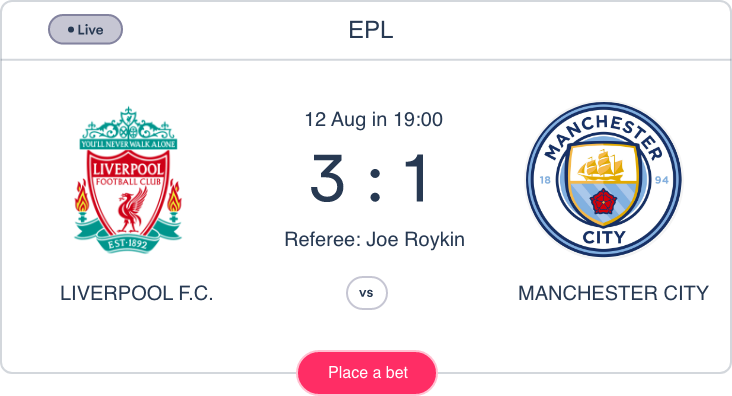 • Live
EPL
12 Aug in 19:00
3 : 1
Referee: Joe Roykin
YOU'LL NEVER WALK ALONE
LIVERPOOL
FOOTBALL CLUB
EST·1892
MANCHESTER
18 94
CITY
LIVERPOOL F.C.
vs
MANCHESTER CITY
Place a bet